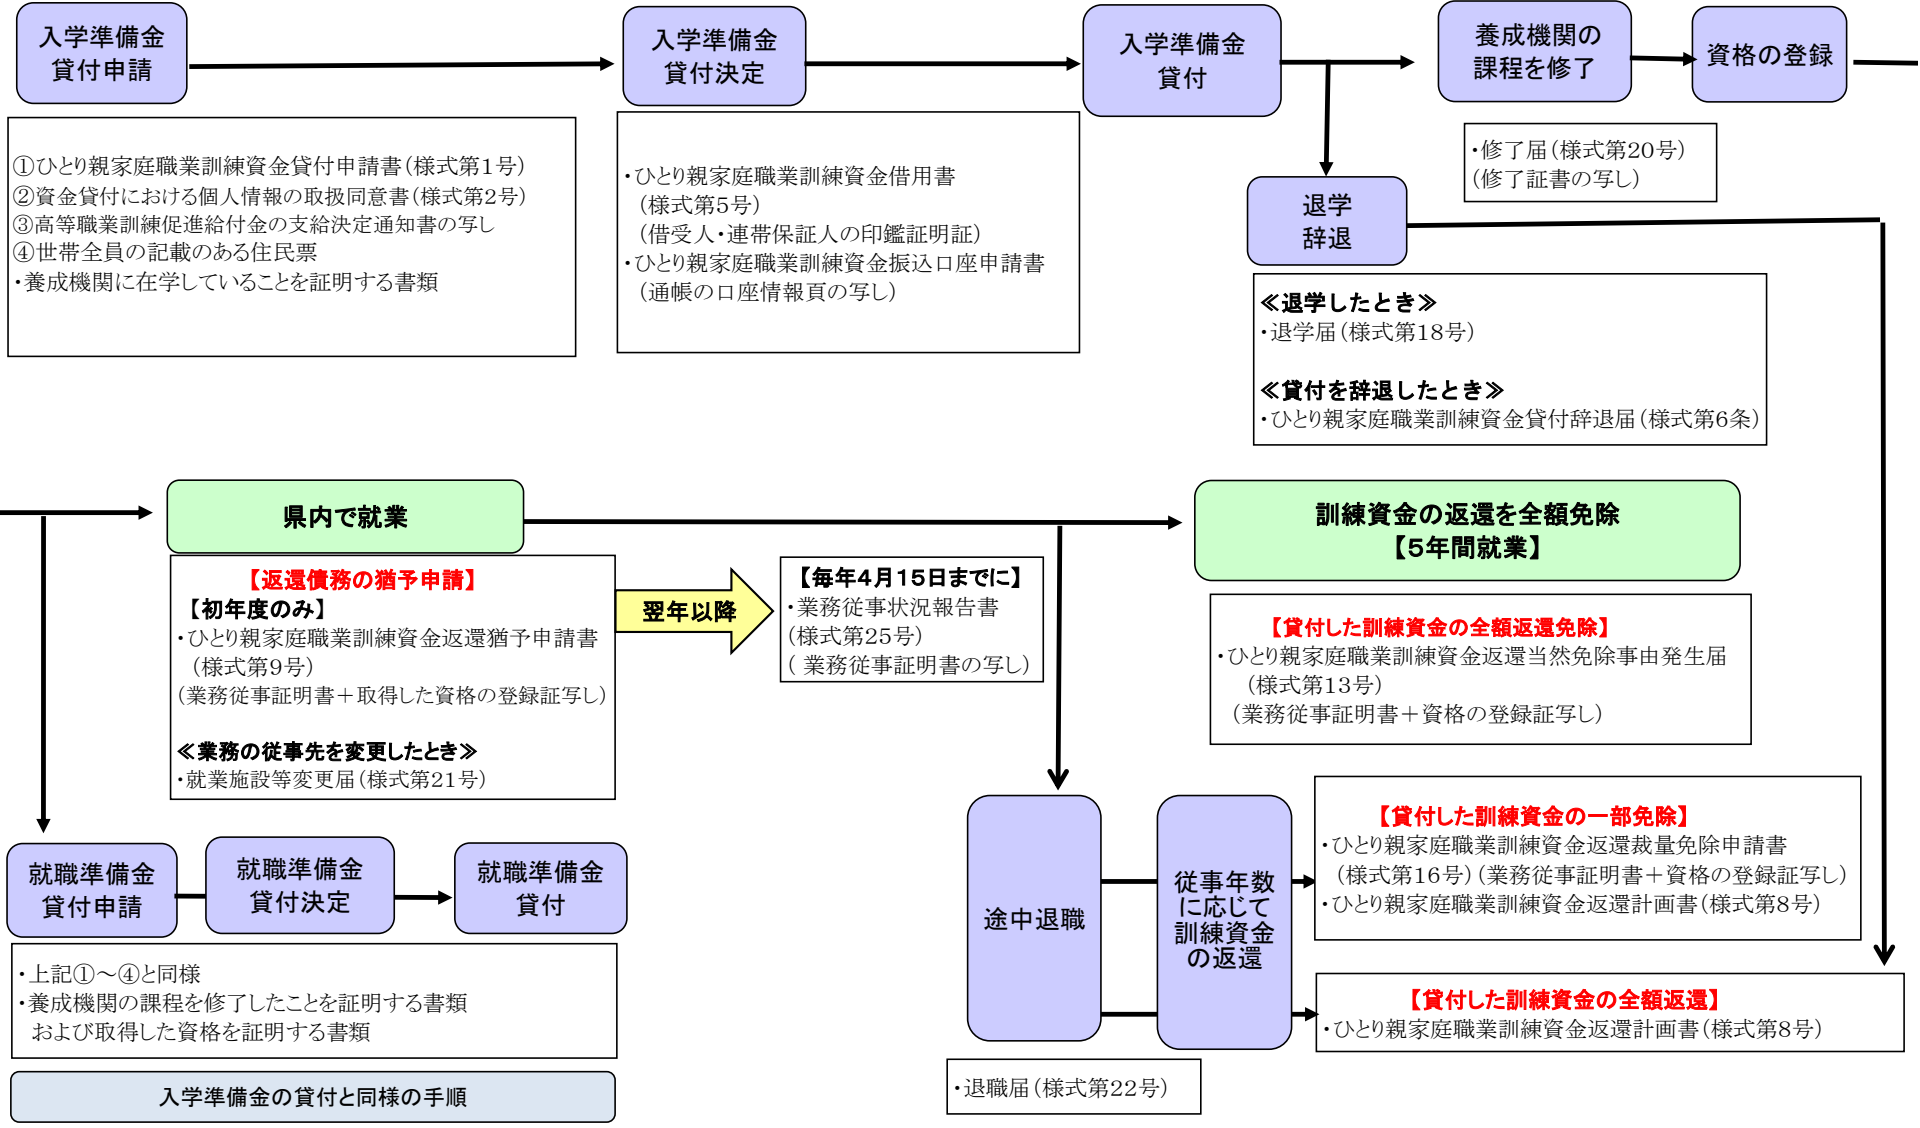 入学準備金
貸付申請
入学準備金
貸付決定
入学準備金
貸付
養成機関の
課程を修了
資格の登録
①ひとり親家庭職業訓練資金貸付申請書(様式第1号)
②資金貸付における個人情報の取扱同意書(様式第2号)
③高等職業訓練促進給付金の支給決定通知書の写し
④世帯全員の記載のある住民票
・養成機関に在学していることを証明する書類
・ひとり親家庭職業訓練資金借用書
(様式第5号)
(借受人・連帯保証人の印鑑証明証)
・ひとり親家庭職業訓練資金振込口座申請書
(通帳の口座情報頁の写し)
・修了届(様式第20号)
(修了証書の写し)
退学
辞退
≪退学したとき≫
・退学届(様式第18号)
≪貸付を辞退したとき≫
・ひとり親家庭職業訓練資金貸付辞退届(様式第6条)
県内で就業
訓練資金の返還を全額免除
【5年間就業】
【返還債務の猶予申請】
【初年度のみ】
・ひとり親家庭職業訓練資金返還猶予申請書
(様式第9号)
(業務従事証明書＋取得した資格の登録証写し)
≪業務の従事先を変更したとき≫
・就業施設等変更届(様式第21号)
翌年以降
【毎年4月15日までに】
・業務従事状況報告書
(様式第25号)
( 業務従事証明書の写し)
【貸付した訓練資金の全額返還免除】
・ひとり親家庭職業訓練資金返還当然免除事由発生届
(様式第13号)
(業務従事証明書＋資格の登録証写し)
就職準備金
貸付申請
就職準備金
貸付決定
就職準備金
貸付
・上記①～④と同様
・養成機関の課程を修了したことを証明する書類
および取得した資格を証明する書類
入学準備金の貸付と同様の手順
途中退職
従事年数
に応じて
訓練資金
の返還
・退職届(様式第22号)
【貸付した訓練資金の一部免除】
・ひとり親家庭職業訓練資金返還裁量免除申請書
(様式第16号)(業務従事証明書＋資格の登録証写し)
・ひとり親家庭職業訓練資金返還計画書(様式第8号)
【貸付した訓練資金の全額返還】
・ひとり親家庭職業訓練資金返還計画書(様式第8号)